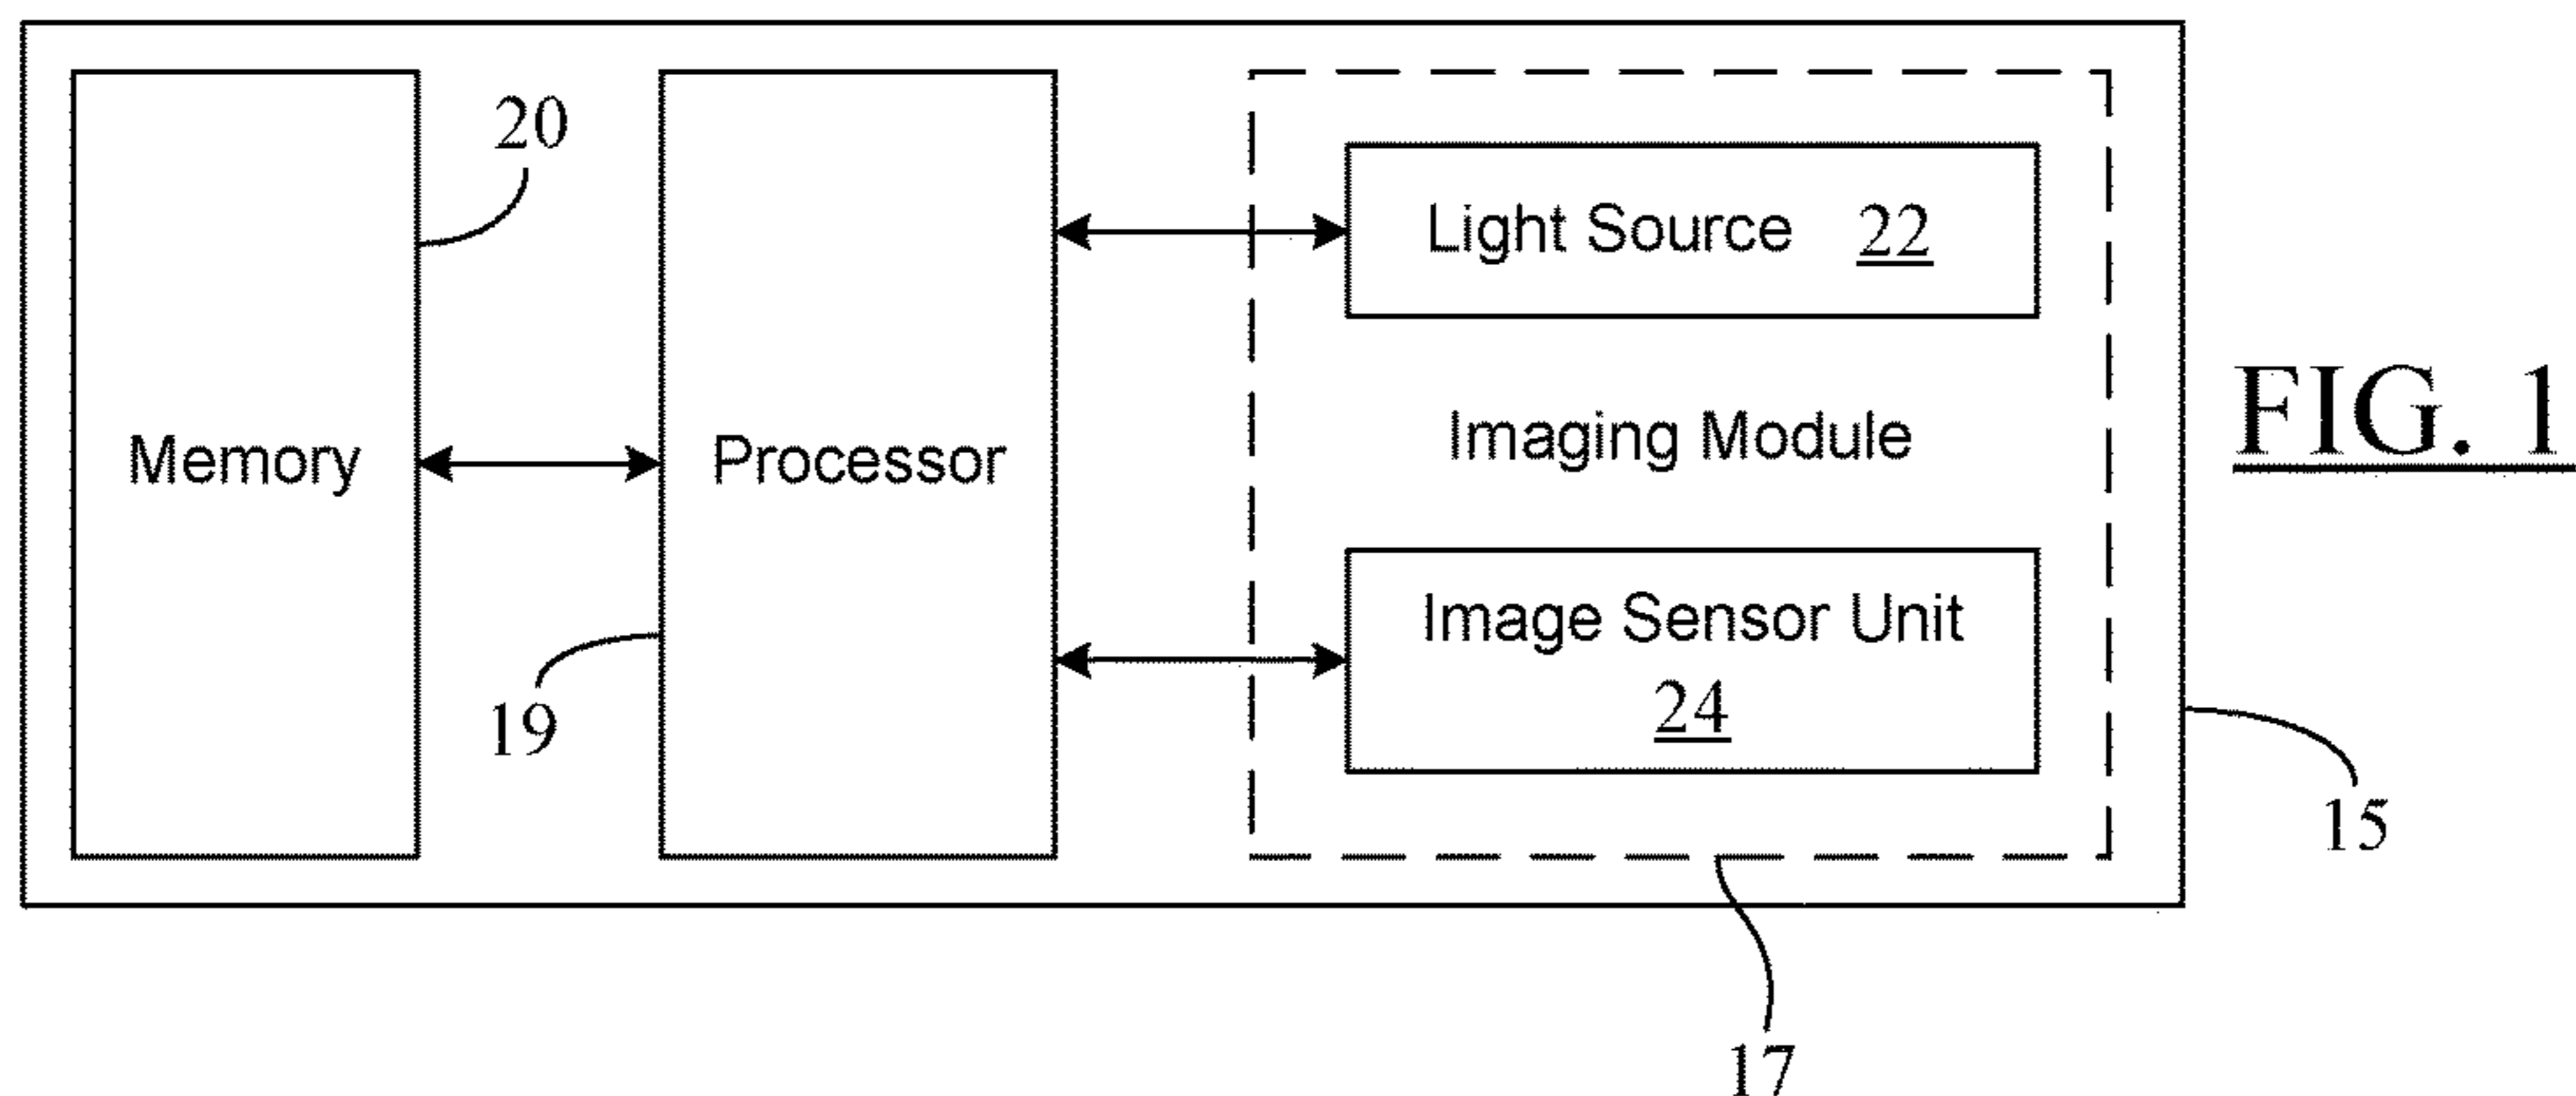 20
Light Source 22
FIG. 1
Memory
Processor
Imaging Module
Image Sensor Unit
24
19
15
17